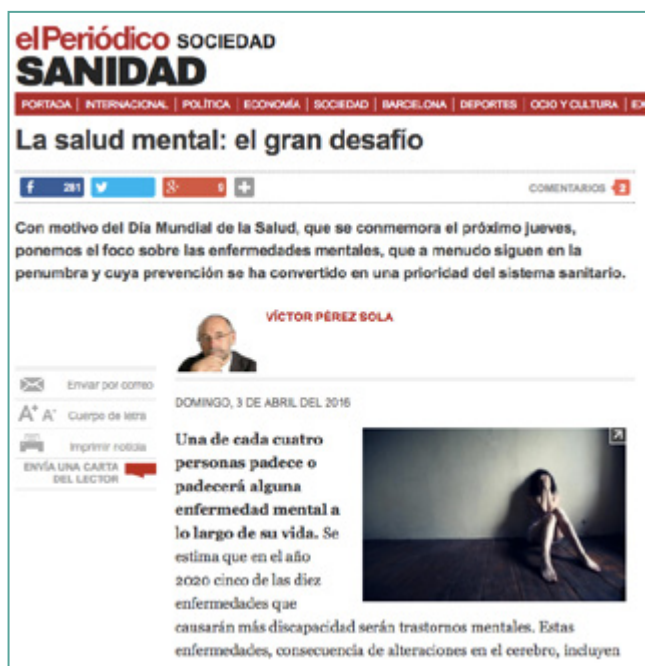 elPeriódico SOCIEDAD
SANIDAD
PORTADA | INTERNACIONAL | POLÍTICA | ECONOMÍA | SOCIEDAD | BARCELONA | DEPORTES | OCIO Y CULTURA |
La salud mental: el gran desafío
281
9
COMENTARIOS 2
Con motivo del Día Mundial de la Salud, que se conmemora el próximo jueves,
ponemos el foco sobre las enfermedades mentales, que a menudo siguen en la
penumbra y cuya prevención se ha convertido en una prioridad del sistema sanitario.
VÍCTOR PÉREZ SOLA
Enviar por correo
A+ A- Cuerpo de letra
Imprimir noticia
ENVÍA UNA CARTA
DEL LECTOR
DOMINGO, 3 DE ABRIL DEL 2016
Una de cada cuatro
personas padece o
padecerá alguna
enfermedad mental a
lo largo de su vida. Se
estima que en el año
2020 cinco de las diez
enfermedades que
causarán más discapacidad serán trastornos mentales. Estas
enfermedades, consecuencia de alteraciones en el cerebro, incluyen